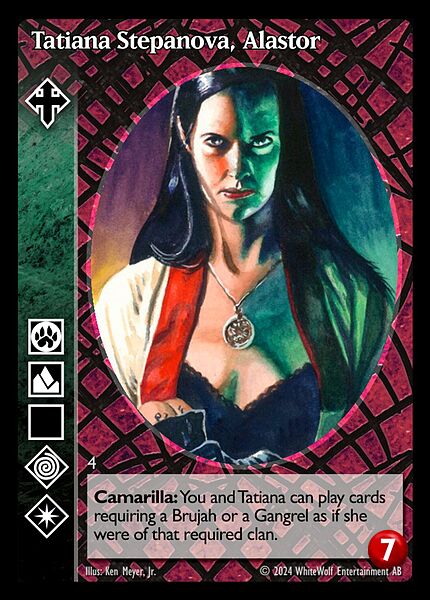 Tatiana Stepanova, Alastor
4
Camarilla: You and Tatiana can play cards
requiring a Brujah or a Gangrel as if she
were of that required clan.
7
Illus: Ken Meyer, Jr.
© 2024 WhiteWolf Entertainment AB